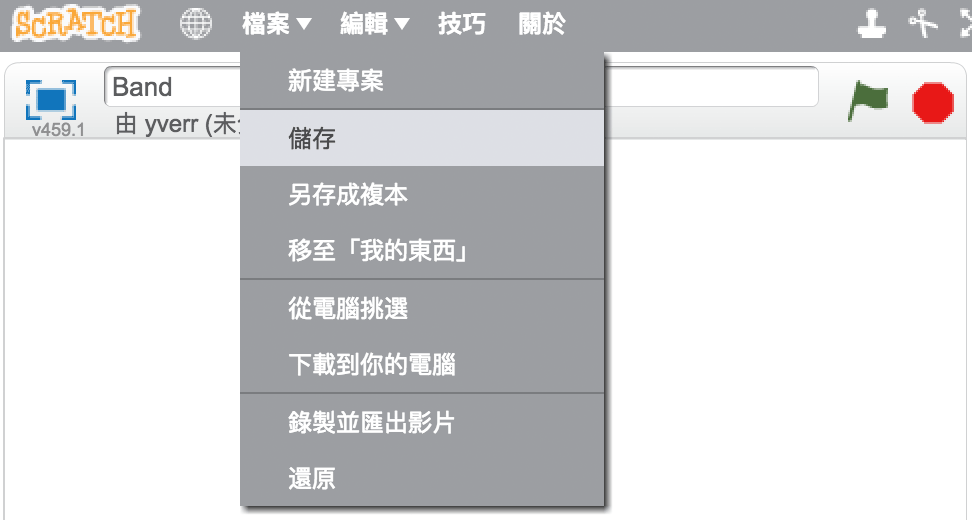 SCRATCH 檔案 編輯 技巧 關於
Band
v459.1 由 yverr (未
新建專案
儲存
另存成複本
移至「我的東西」
從電腦挑選
下載到你的電腦
錄製並匯出影片
還原